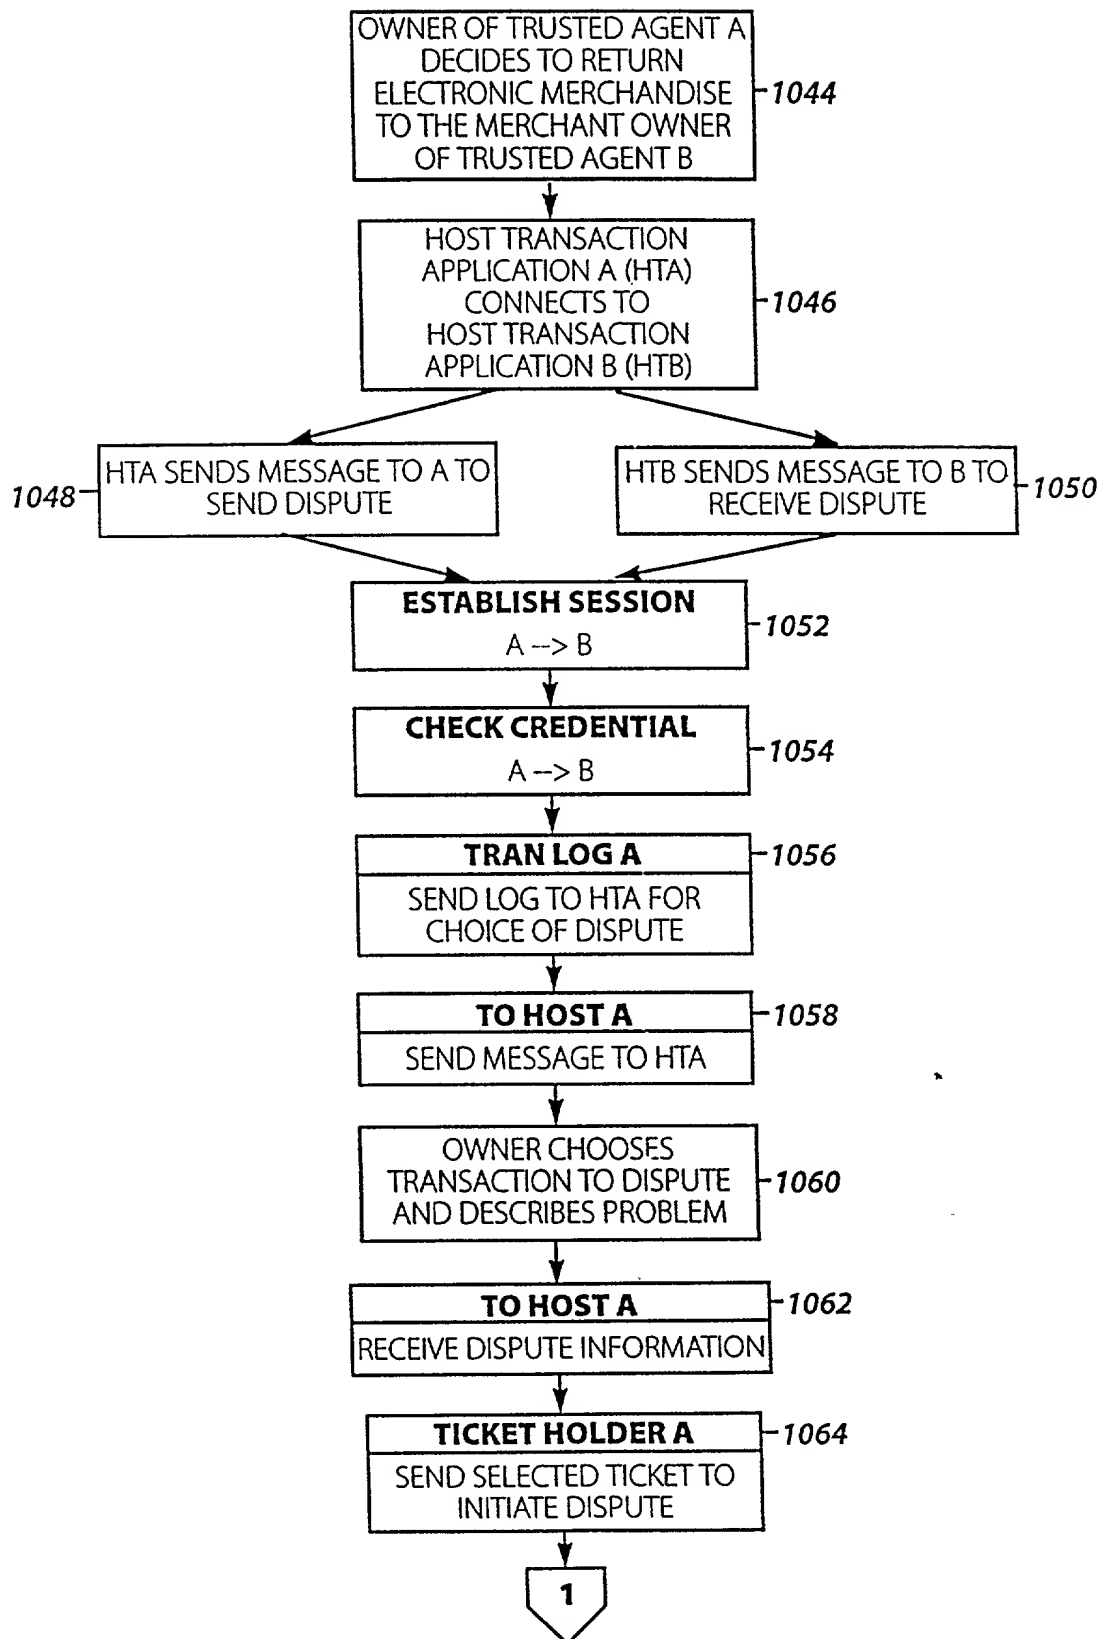 OWNER OF TRUSTED AGENT A
DECIDES TO RETURN
ELECTRONIC MERCHANDISE
TO THE MERCHANT OWNER
OF TRUSTED AGENT B
1044
HOST TRANSACTION
APPLICATION A (HTA)
CONNECTS TO
HOST TRANSACTION
APPLICATION B (HTB)
1046
1048
HTA SENDS MESSAGE TO A TO
SEND DISPUTE
HTB SENDS MESSAGE TO B TO
RECEIVE DISPUTE
1050
ESTABLISH SESSION
A --> B
1052
CHECK CREDENTIAL
A --> B
1054
TRAN LOG A
1056
SEND LOG TO HTA FOR
CHOICE OF DISPUTE
TO HOST A
1058
SEND MESSAGE TO HTA
OWNER CHOOSES
TRANSACTION TO DISPUTE
AND DESCRIBES PROBLEM
1060
TO HOST A
1062
RECEIVE DISPUTE INFORMATION
TICKET HOLDER A
1064
SEND SELECTED TICKET TO
INITIATE DISPUTE
1